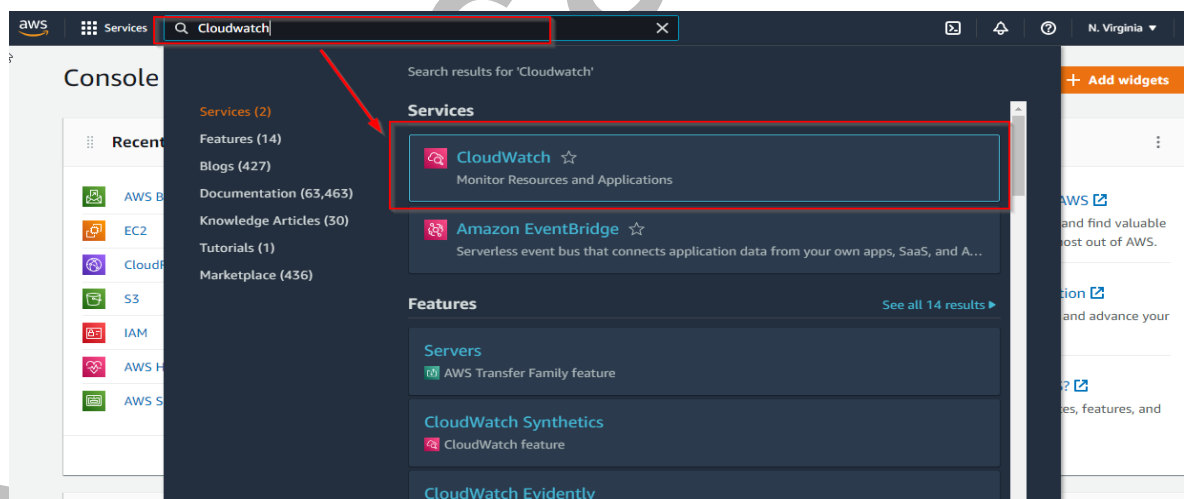 aws
Services
Cloudwatch
N. Virginia
Console
Add widgets
Search results for 'Cloudwatch'
Services (2)
Features (14)
Blogs (427)
Documentation (63,463)
Knowledge Articles (30)
Tutorials (1)
Marketplace (436)
Services
CloudWatch
Monitor Resources and Applications
Amazon EventBridge
Serverless event bus that connects application data from your own apps, SaaS, and A...
Features
See all 14 results
Servers
AWS Transfer Family feature
CloudWatch Synthetics
CloudWatch feature
CloudWatch Evidently
Recent
AWS B
EC2
CloudF
S3
IAM
AWS H
AWS S
AWS
and find valuable
ost out of AWS.
tion
and advance your
s?
es, features, and